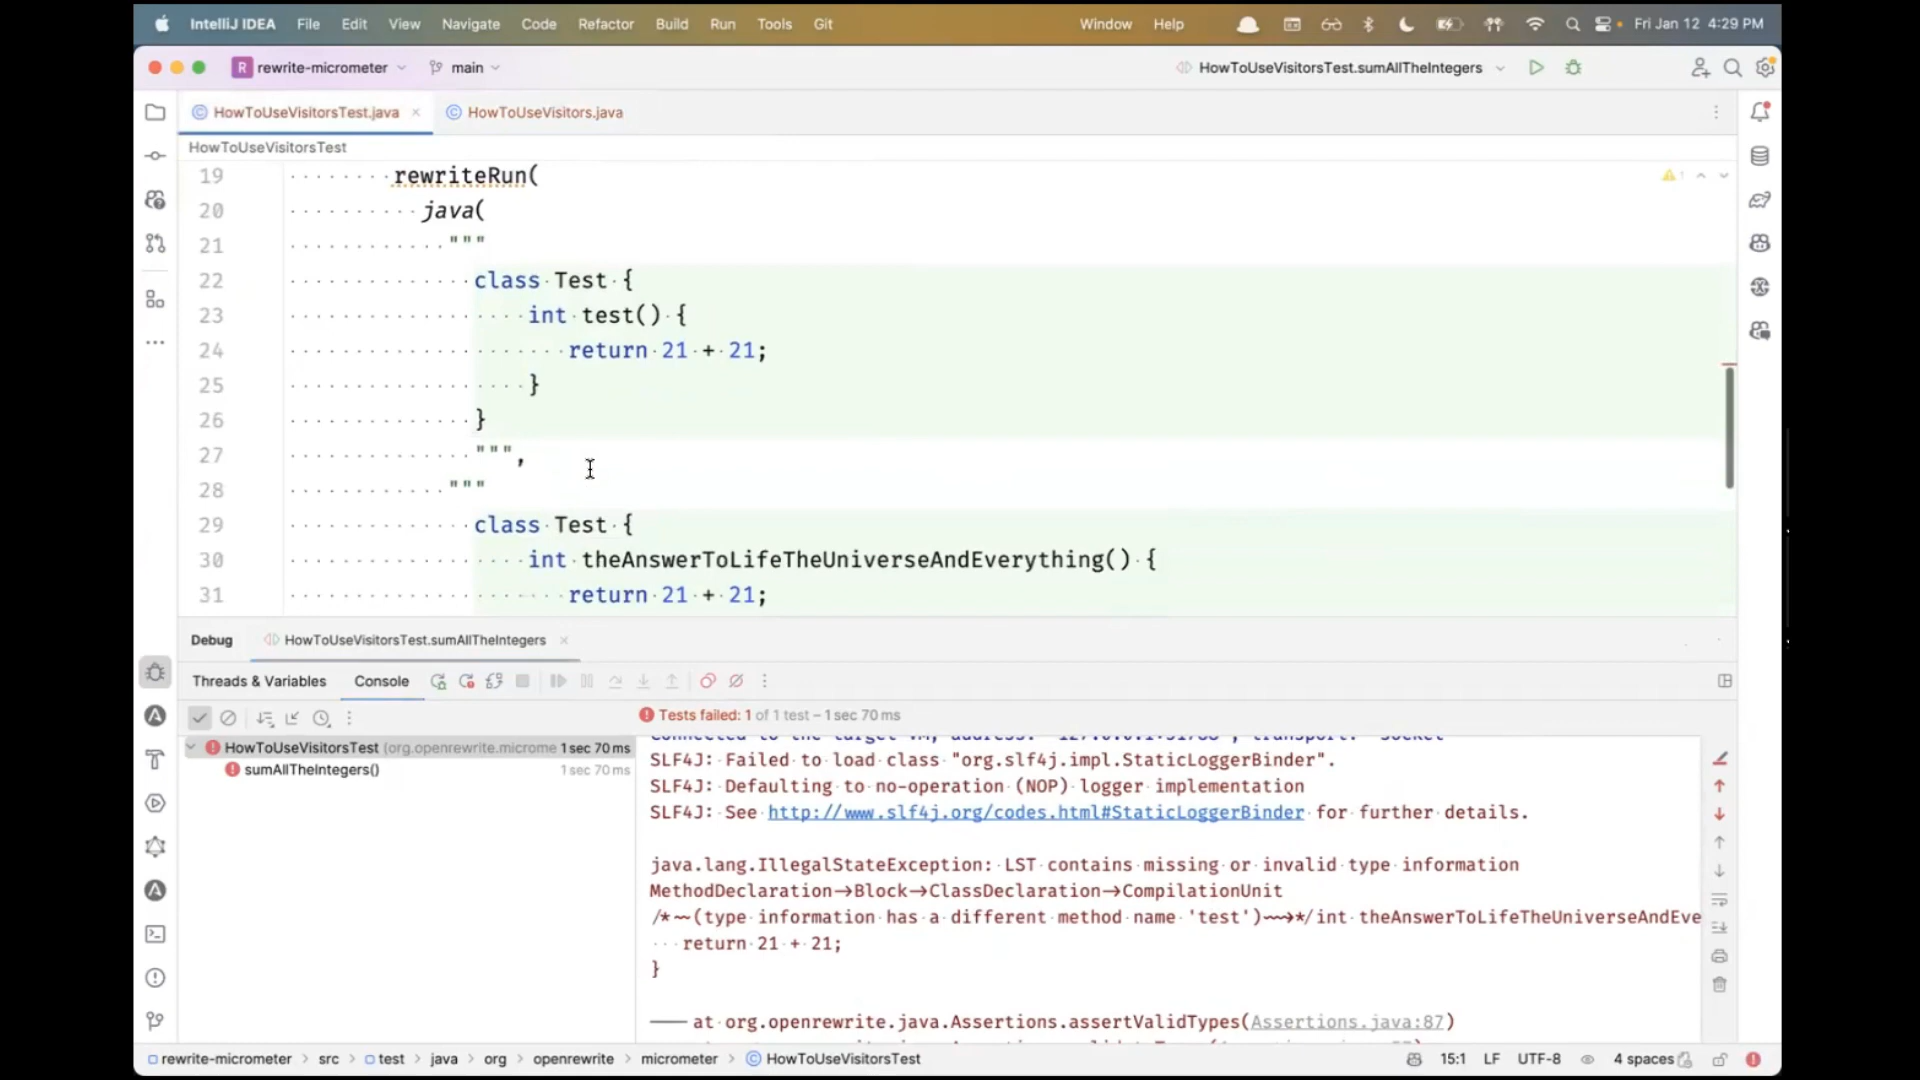 IntelliJ IDEA File Edit View Navigate Code Refactor Build Run Tools Git Window Help Fri Jan 12 4:29 PM
R rewrite-micrometer main HowToUseVisitorsTest.sumAllTheIntegers
HowToUseVisitorsTest.java HowToUseVisitors.java
HowToUseVisitorsTest
19 rewriteRun( 1
20 java(
21 """
22 class Test {
23 int test() {
24 return 21 + 21;
25 }
26 }
27 """,
28 """
29 class Test {
30 int theAnswerToLifeTheUniverseAndEverything() {
31 return 21 + 21;
Debug HowToUseVisitorsTest.sumAllTheIntegers
Threads & Variables Console
Tests failed: 1 of 1 test – 1 sec 70 ms
HowToUseVisitorsTest (org.openrewrite.microme 1 sec 70 ms
sumAllTheIntegers() 1 sec 70 ms
SLF4J: Failed to load class "org.slf4j.impl.StaticLoggerBinder".
SLF4J: Defaulting to no-operation (NOP) logger implementation
SLF4J: See http://www.slf4j.org/codes.html#StaticLoggerBinder for further details.
java.lang.IllegalStateException: LST contains missing or invalid type information
MethodDeclaration->Block->ClassDeclaration->CompilationUnit
/*~~(type information has a different method name 'test')~~>*/int theAnswerToLifeTheUniverseAndEve
return 21 + 21;
}
at org.openrewrite.java.Assertions.assertValidTypes(Assertions.java:87)
rewrite-micrometer > src > test > java > org > openrewrite > micrometer > HowToUseVisitorsTest 15:1 LF UTF-8 4 spaces